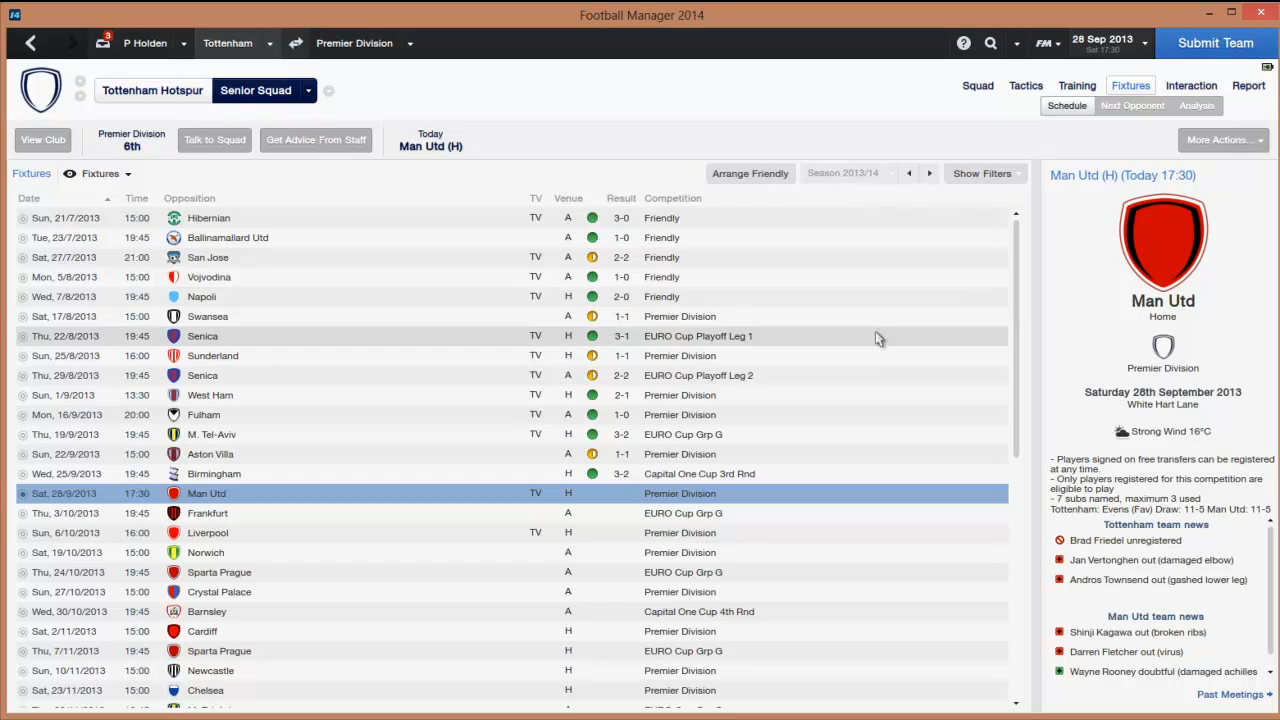 Football Manager 2014
3
P Holden
Tottenham
Premier Division
FM
28 Sep 2013
Sat 17:30
Submit Team
Tottenham Hotspur
Senior Squad
Squad
Tactics
Training
Fixtures
Interaction
Report
Schedule
Next Opponent
Analysis
View Club
Premier Division
6th
Talk to Squad
Get Advice From Staff
Today
Man Utd (H)
More Actions...
Fixtures
Fixtures
Arrange Friendly
Season 2013/14
Show Filters
Date Time Opposition TV Venue Result Competition
Sun, 21/7/2013 15:00 Hibernian TV A 3-0 Friendly
Tue, 23/7/2013 19:45 Ballinamallard Utd A 1-0 Friendly
Sat, 27/7/2013 21:00 San Jose TV A 2-2 Friendly
Mon, 5/8/2013 15:00 Vojvodina TV A 1-0 Friendly
Wed, 7/8/2013 19:45 Napoli TV H 2-0 Friendly
Sat, 17/8/2013 15:00 Swansea A 1-1 Premier Division
Thu, 22/8/2013 19:45 Senica TV H 3-1 EURO Cup Playoff Leg 1
Sun, 25/8/2013 16:00 Sunderland TV H 1-1 Premier Division
Thu, 29/8/2013 19:45 Senica TV A 2-2 EURO Cup Playoff Leg 2
Sun, 1/9/2013 13:30 West Ham TV H 2-1 Premier Division
Mon, 16/9/2013 20:00 Fulham TV A 1-0 Premier Division
Thu, 19/9/2013 19:45 M. Tel-Aviv TV H 3-2 EURO Cup Grp G
Sun, 22/9/2013 15:00 Aston Villa A 1-1 Premier Division
Wed, 25/9/2013 19:45 Birmingham H 3-2 Capital One Cup 3rd Rnd
Sat, 28/9/2013 17:30 Man Utd TV H Premier Division
Thu, 3/10/2013 19:45 Frankfurt A EURO Cup Grp G
Sun, 6/10/2013 16:00 Liverpool TV H Premier Division
Sat, 19/10/2013 15:00 Norwich A Premier Division
Thu, 24/10/2013 19:45 Sparta Prague A EURO Cup Grp G
Sun, 27/10/2013 15:00 Crystal Palace A Premier Division
Wed, 30/10/2013 19:45 Barnsley A Capital One Cup 4th Rnd
Sat, 2/11/2013 15:00 Cardiff H Premier Division
Thu, 7/11/2013 19:45 Sparta Prague H EURO Cup Grp G
Sun, 10/11/2013 15:00 Newcastle H Premier Division
Sat, 23/11/2013 15:00 Chelsea H Premier Division
Man Utd (H) (Today 17:30)
Man Utd
Home
Premier Division
Saturday 28th September 2013
White Hart Lane
Strong Wind 16°C
- Players signed on free transfers can be registered
at any time.
- Only players registered for this competition are
eligible to play
- 7 subs named, maximum 3 used
Tottenham: Evens (Fav) Draw: 11-5 Man Utd: 11-5
Tottenham team news
Brad Friedel unregistered
Jan Vertonghen out (damaged elbow)
Andros Townsend out (gashed lower leg)
Man Utd team news
Shinji Kagawa out (broken ribs)
Darren Fletcher out (virus)
Wayne Rooney doubtful (damaged achilles
Past Meetings